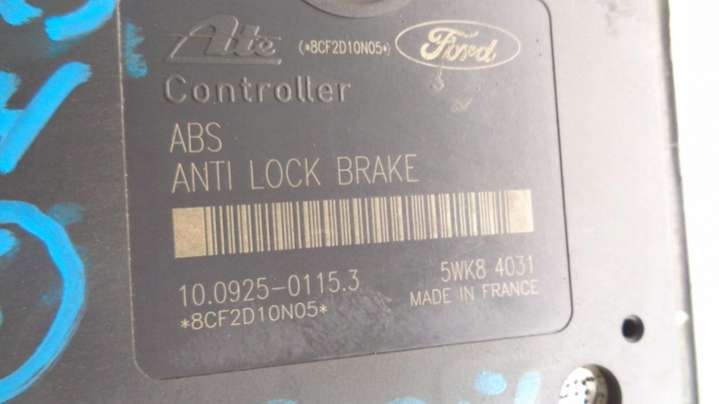 Ate (*8CF2D10N05*) Ford
Controller
ABS
ANTI LOCK BRAKE
10.0925-0115.3 5WK8 4031
*8CF2D10N05* MADE IN FRANCE